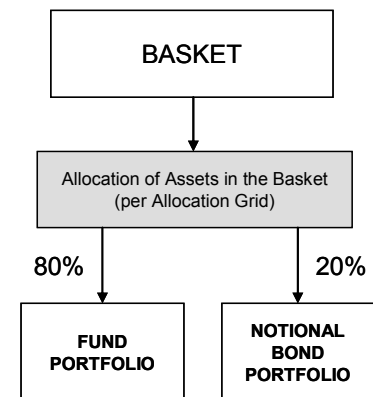 BASKET
Allocation of Assets in the Basket
(per Allocation Grid)
80%
20%
FUND
PORTFOLIO
NOTIONAL
BOND
PORTFOLIO